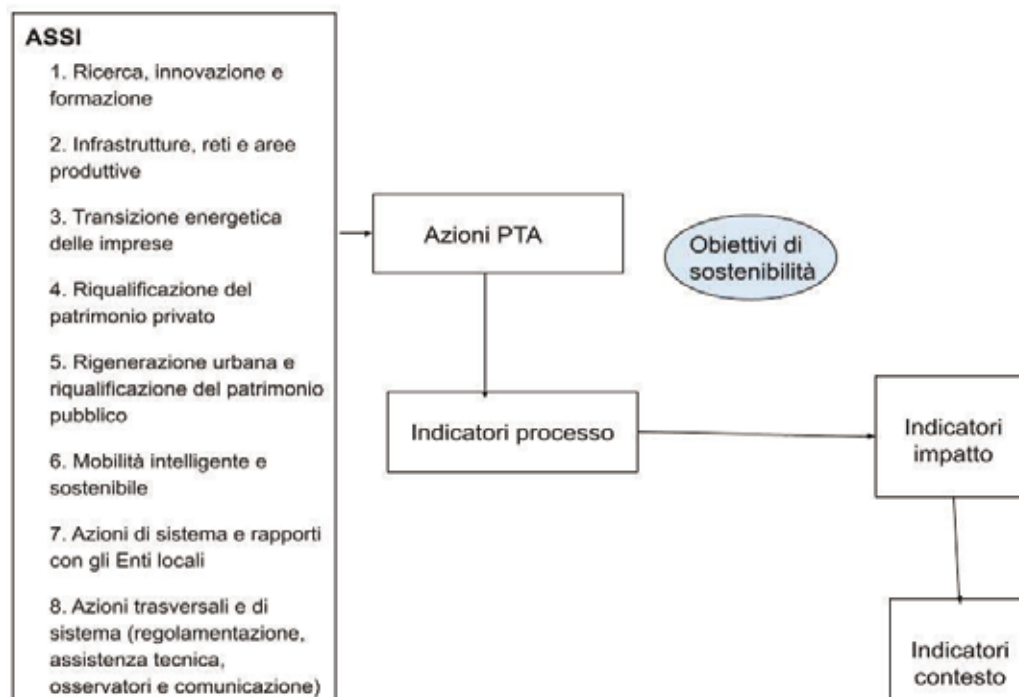 ASSI
1. Ricerca, innovazione e
formazione
2. Infrastrutture, reti e aree
produttive
3. Transizione energetica
delle imprese
4. Riqualificazione del
patrimonio privato
5. Rigenerazione urbana e
riqualificazione del patrimonio
pubblico
6. Mobilità intelligente e
sostenibile
7. Azioni di sistema e rapporti
con gli Enti locali
8. Azioni trasversali e di
sistema (regolamentazione,
assistenza tecnica,
osservatori e comunicazione)
Azioni PTA
Obiettivi di
sostenibilità
Indicatori processo
Indicatori
impatto
Indicatori
contesto